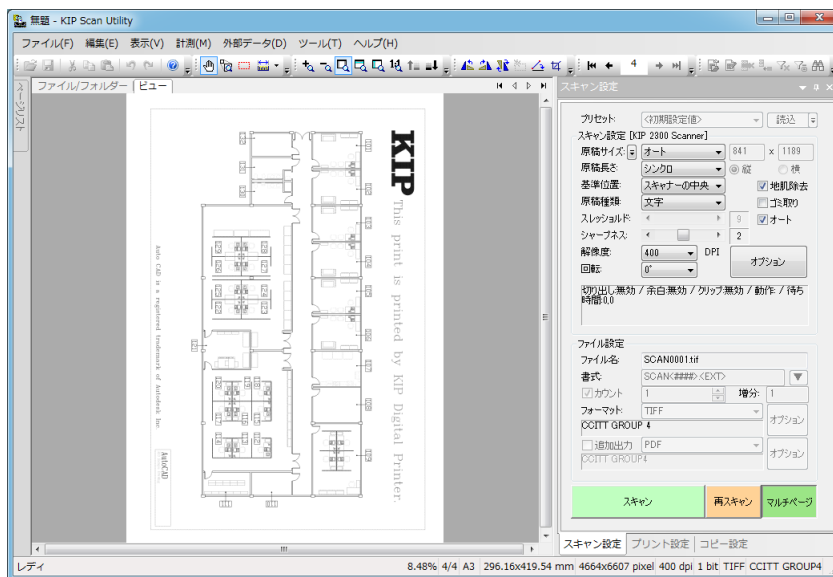 無題 - KIP Scan Utility
ファイル(F) 編集(E) 表示(V) 計測(M) 外部データ(D) ツール(T) ヘルプ(H)
4
ページリスト
ファイル/フォルダー ビュー
KIP
This print is printed by KIP Digital Printer.
Auto CAD is a registered trademark of Autodesk Inc.
AutoCAD
スキャン設定
プリセット: <初期設定値> 読込
スキャン設定 [KIP 2300 Scanner]
原稿サイズ: オート 841 x 1189
原稿長さ: シンクロ 縦 横
基準位置: スキャナーの中央 地肌除去
原稿種類: 文字 ゴミ取り
スレッショルド: 9 オート
シャープネス: 2
解像度: 400 DPI オプション
回転: 0°
切り出し:無効 / 余白:無効 / クリップ:無効 / 動作: / 待ち
時間:0.0
ファイル設定
ファイル名: SCAN0001.tif
書式: SCAN<####>.<EXT>
カウント 1 増分: 1
フォーマット: TIFF オプション
CCITT GROUP 4
追加出力 PDF オプション
CCITT GROUP4
スキャン 再スキャン マルチページ
スキャン設定 プリント設定 コピー設定
レディ 8.48% 4/4 A3 296.16x419.54 mm 4664x6607 pixel 400 dpi 1 bit TIFF CCITT GROUP4